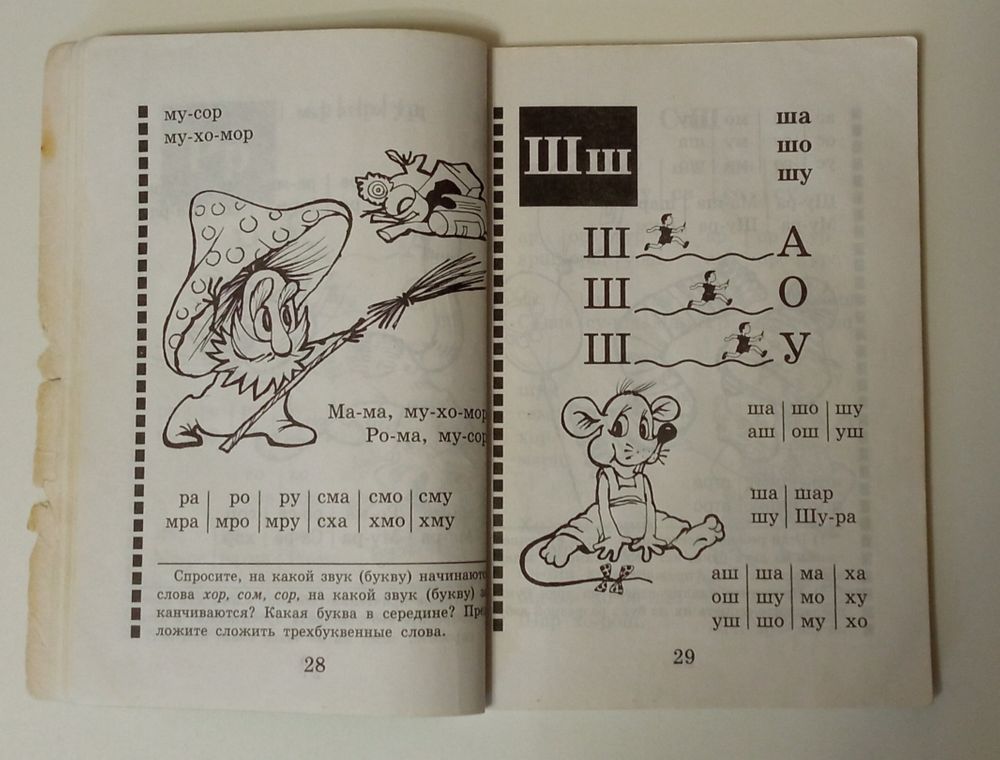 му-сор
му-хо-мор
Ма-ма, му-хо-мор
Ро-ма, му-сор
ра | ро | ру | сма | смо | сму
мра | мро | мру | сха | хмо | хму
Спросите, на какой звук (букву) начинают
слова хор, сом, сор, на какой звук (букву) за
канчиваются? Какая буква в середине? Пред
ложите сложить трехбуквенные слова.
28
Шш
ша
шо
шу
Ш А
Ш О
Ш У
ша | шо | шу
аш | ош | уш
ша | шар
шу | Шу-ра
аш | ша | ма | ха
ош | шу | мо | ху
уш | шо | му | хо
29